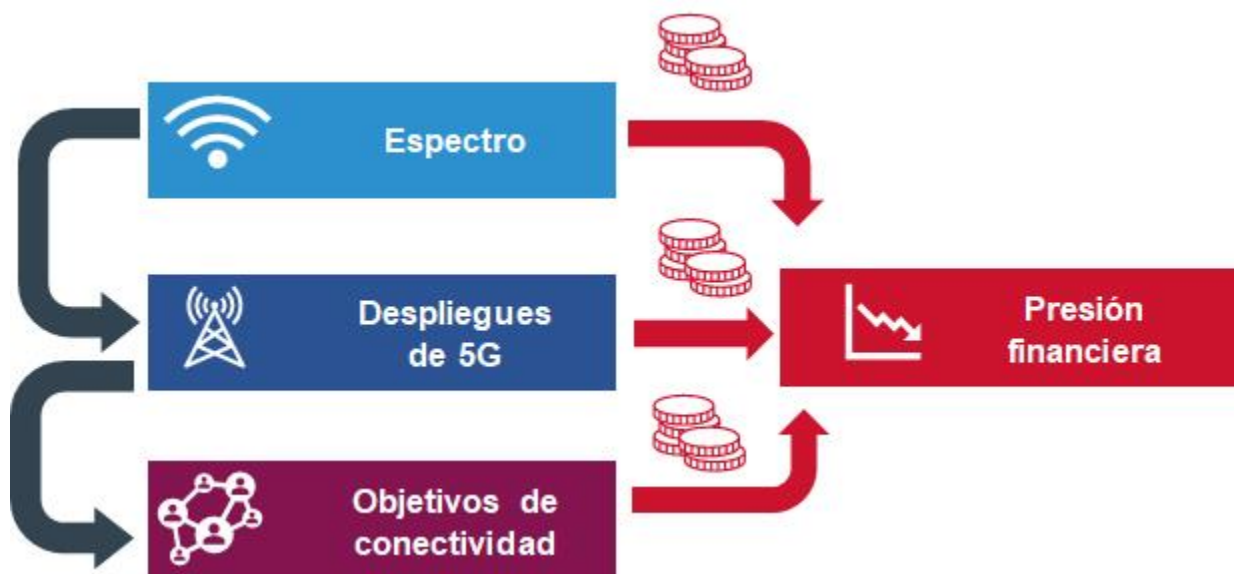 Espectro
Despliegues
de 5G
Presión
financiera
Objetivos de
conectividad